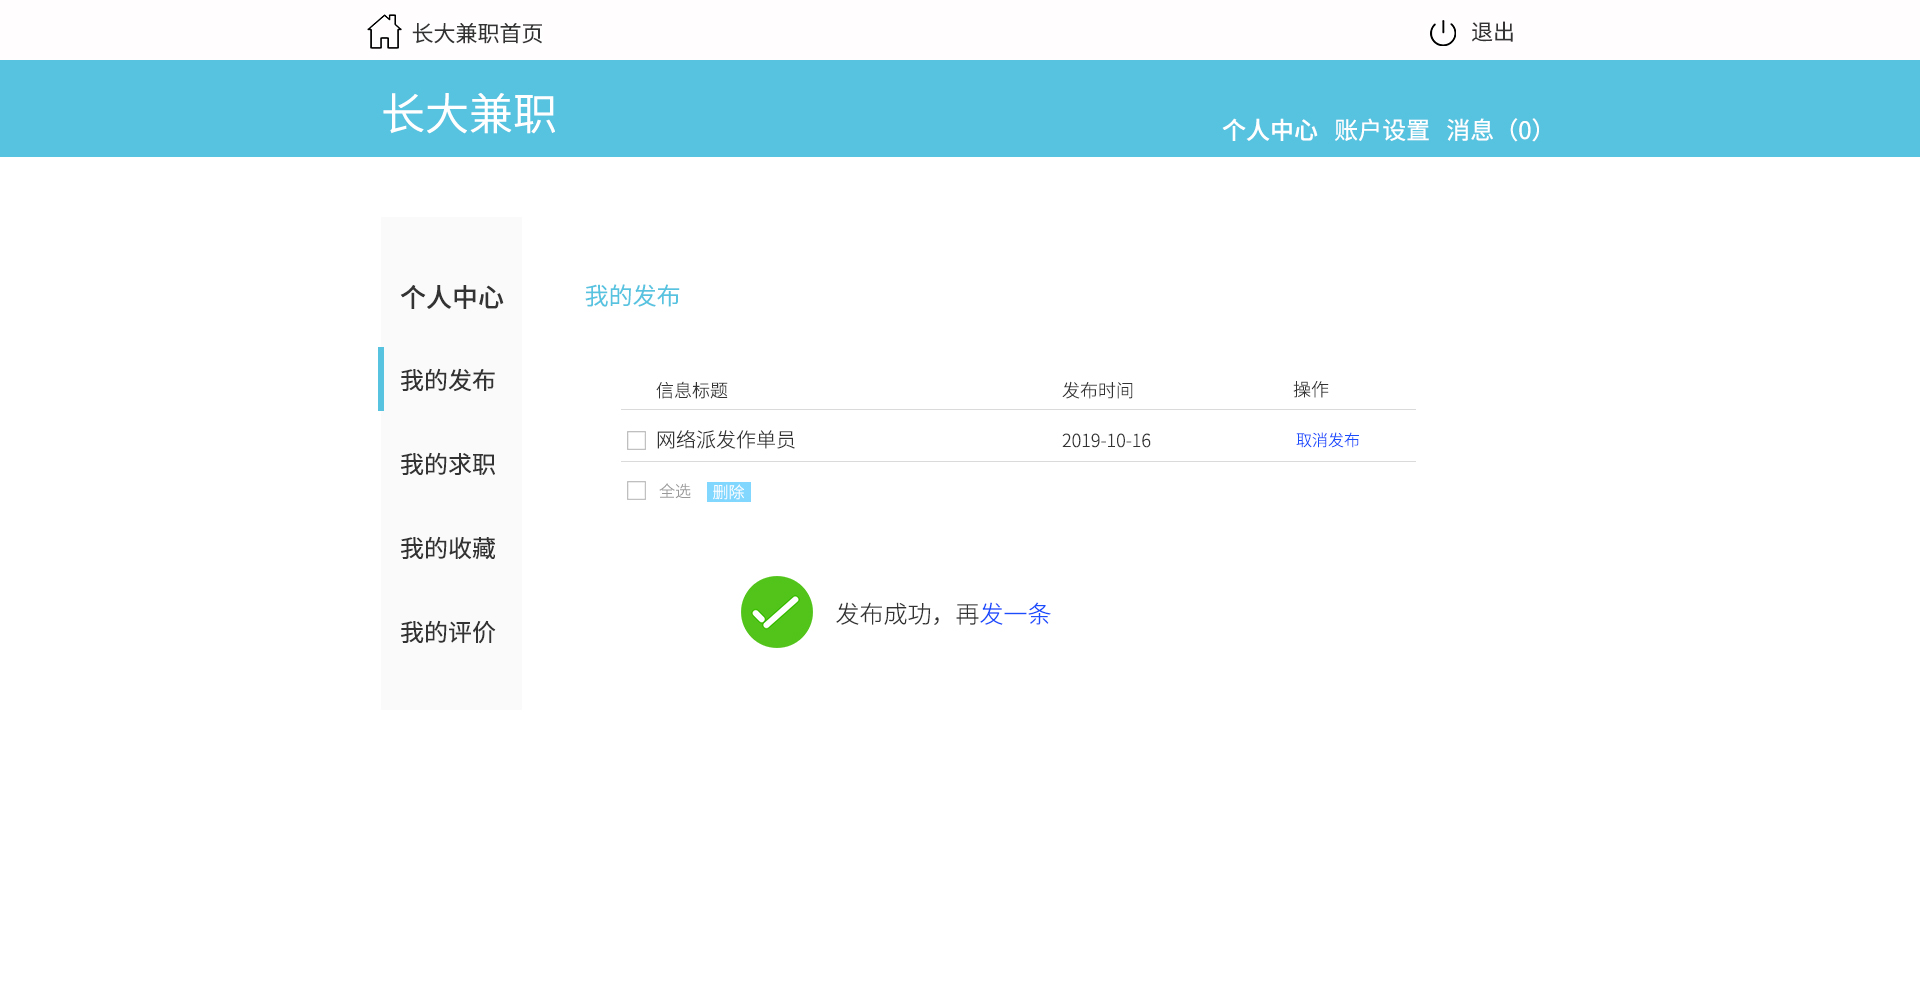 长大兼职首页 退出
长大兼职
个人中心 账户设置 消息（0）
个人中心
我的发布
我的求职
我的收藏
我的评价
我的发布
信息标题 发布时间 操作
网络派发作单员 2019-10-16 取消发布
全选 删除
发布成功，再发一条